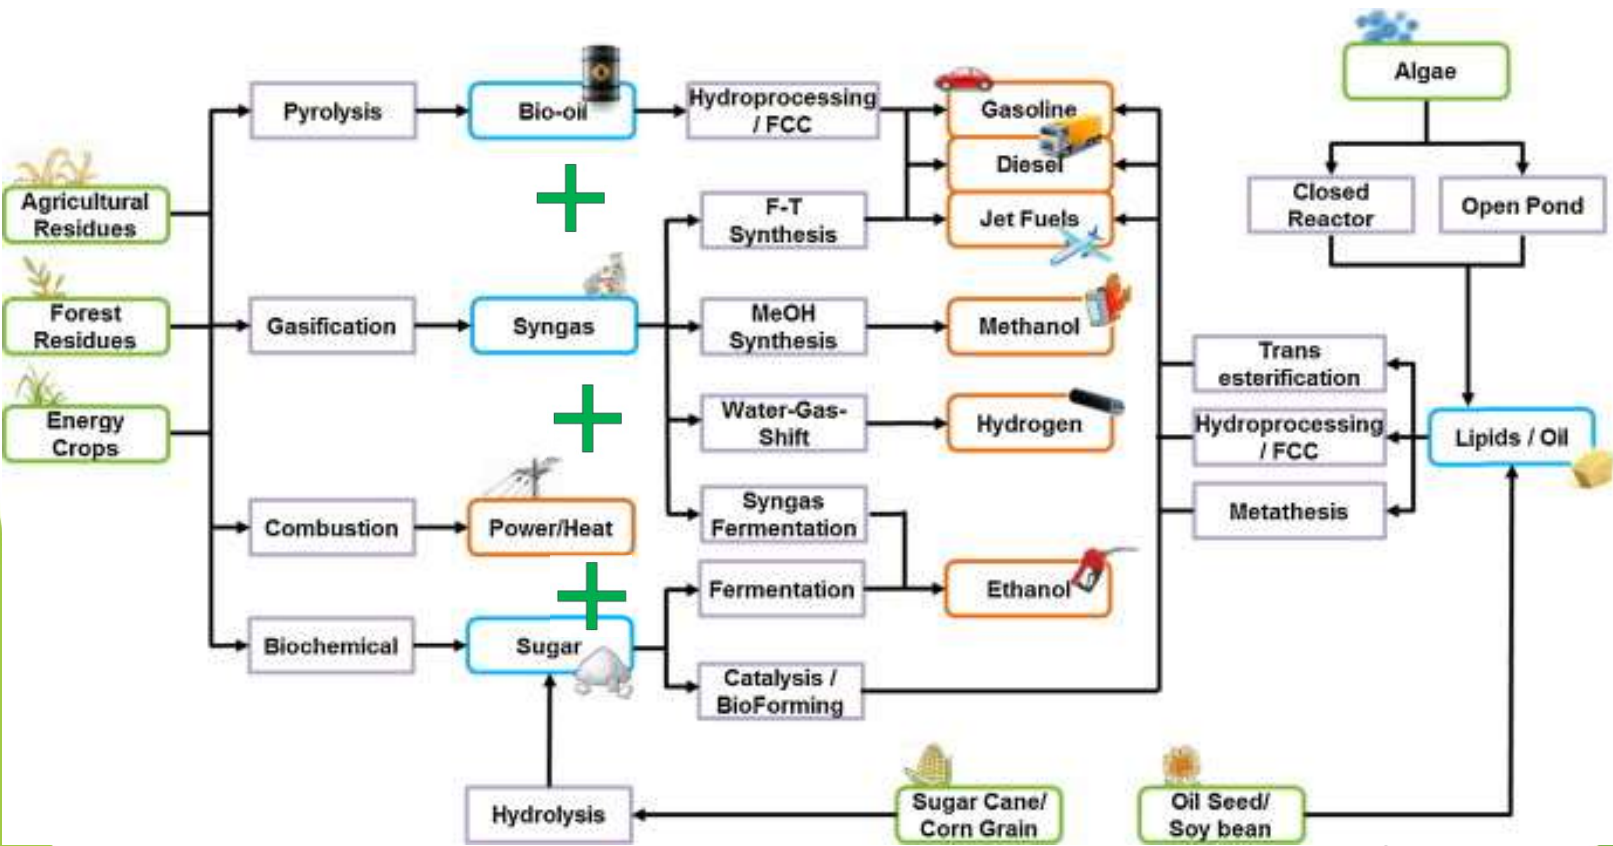 Algae
Pyrolysis
Bio-oil
Hydroprocessing
/ FCC
Gasoline
Diesel
Jet Fuels
Closed
Reactor
Open Pond
Agricultural
Residues
F-T
Synthesis
Forest
Residues
Gasification
Syngas
MeOH
Synthesis
Methanol
Trans
esterification
Energy
Crops
Water-Gas-
Shift
Hydrogen
Hydroprocessing
/ FCC
Lipids / Oil
Combustion
Power/Heat
Syngas
Fermentation
Metathesis
Fermentation
Ethanol
Biochemical
Sugar
Catalysis /
BioForming
Hydrolysis
Sugar Cane/
Corn Grain
Oil Seed/
Soy bean